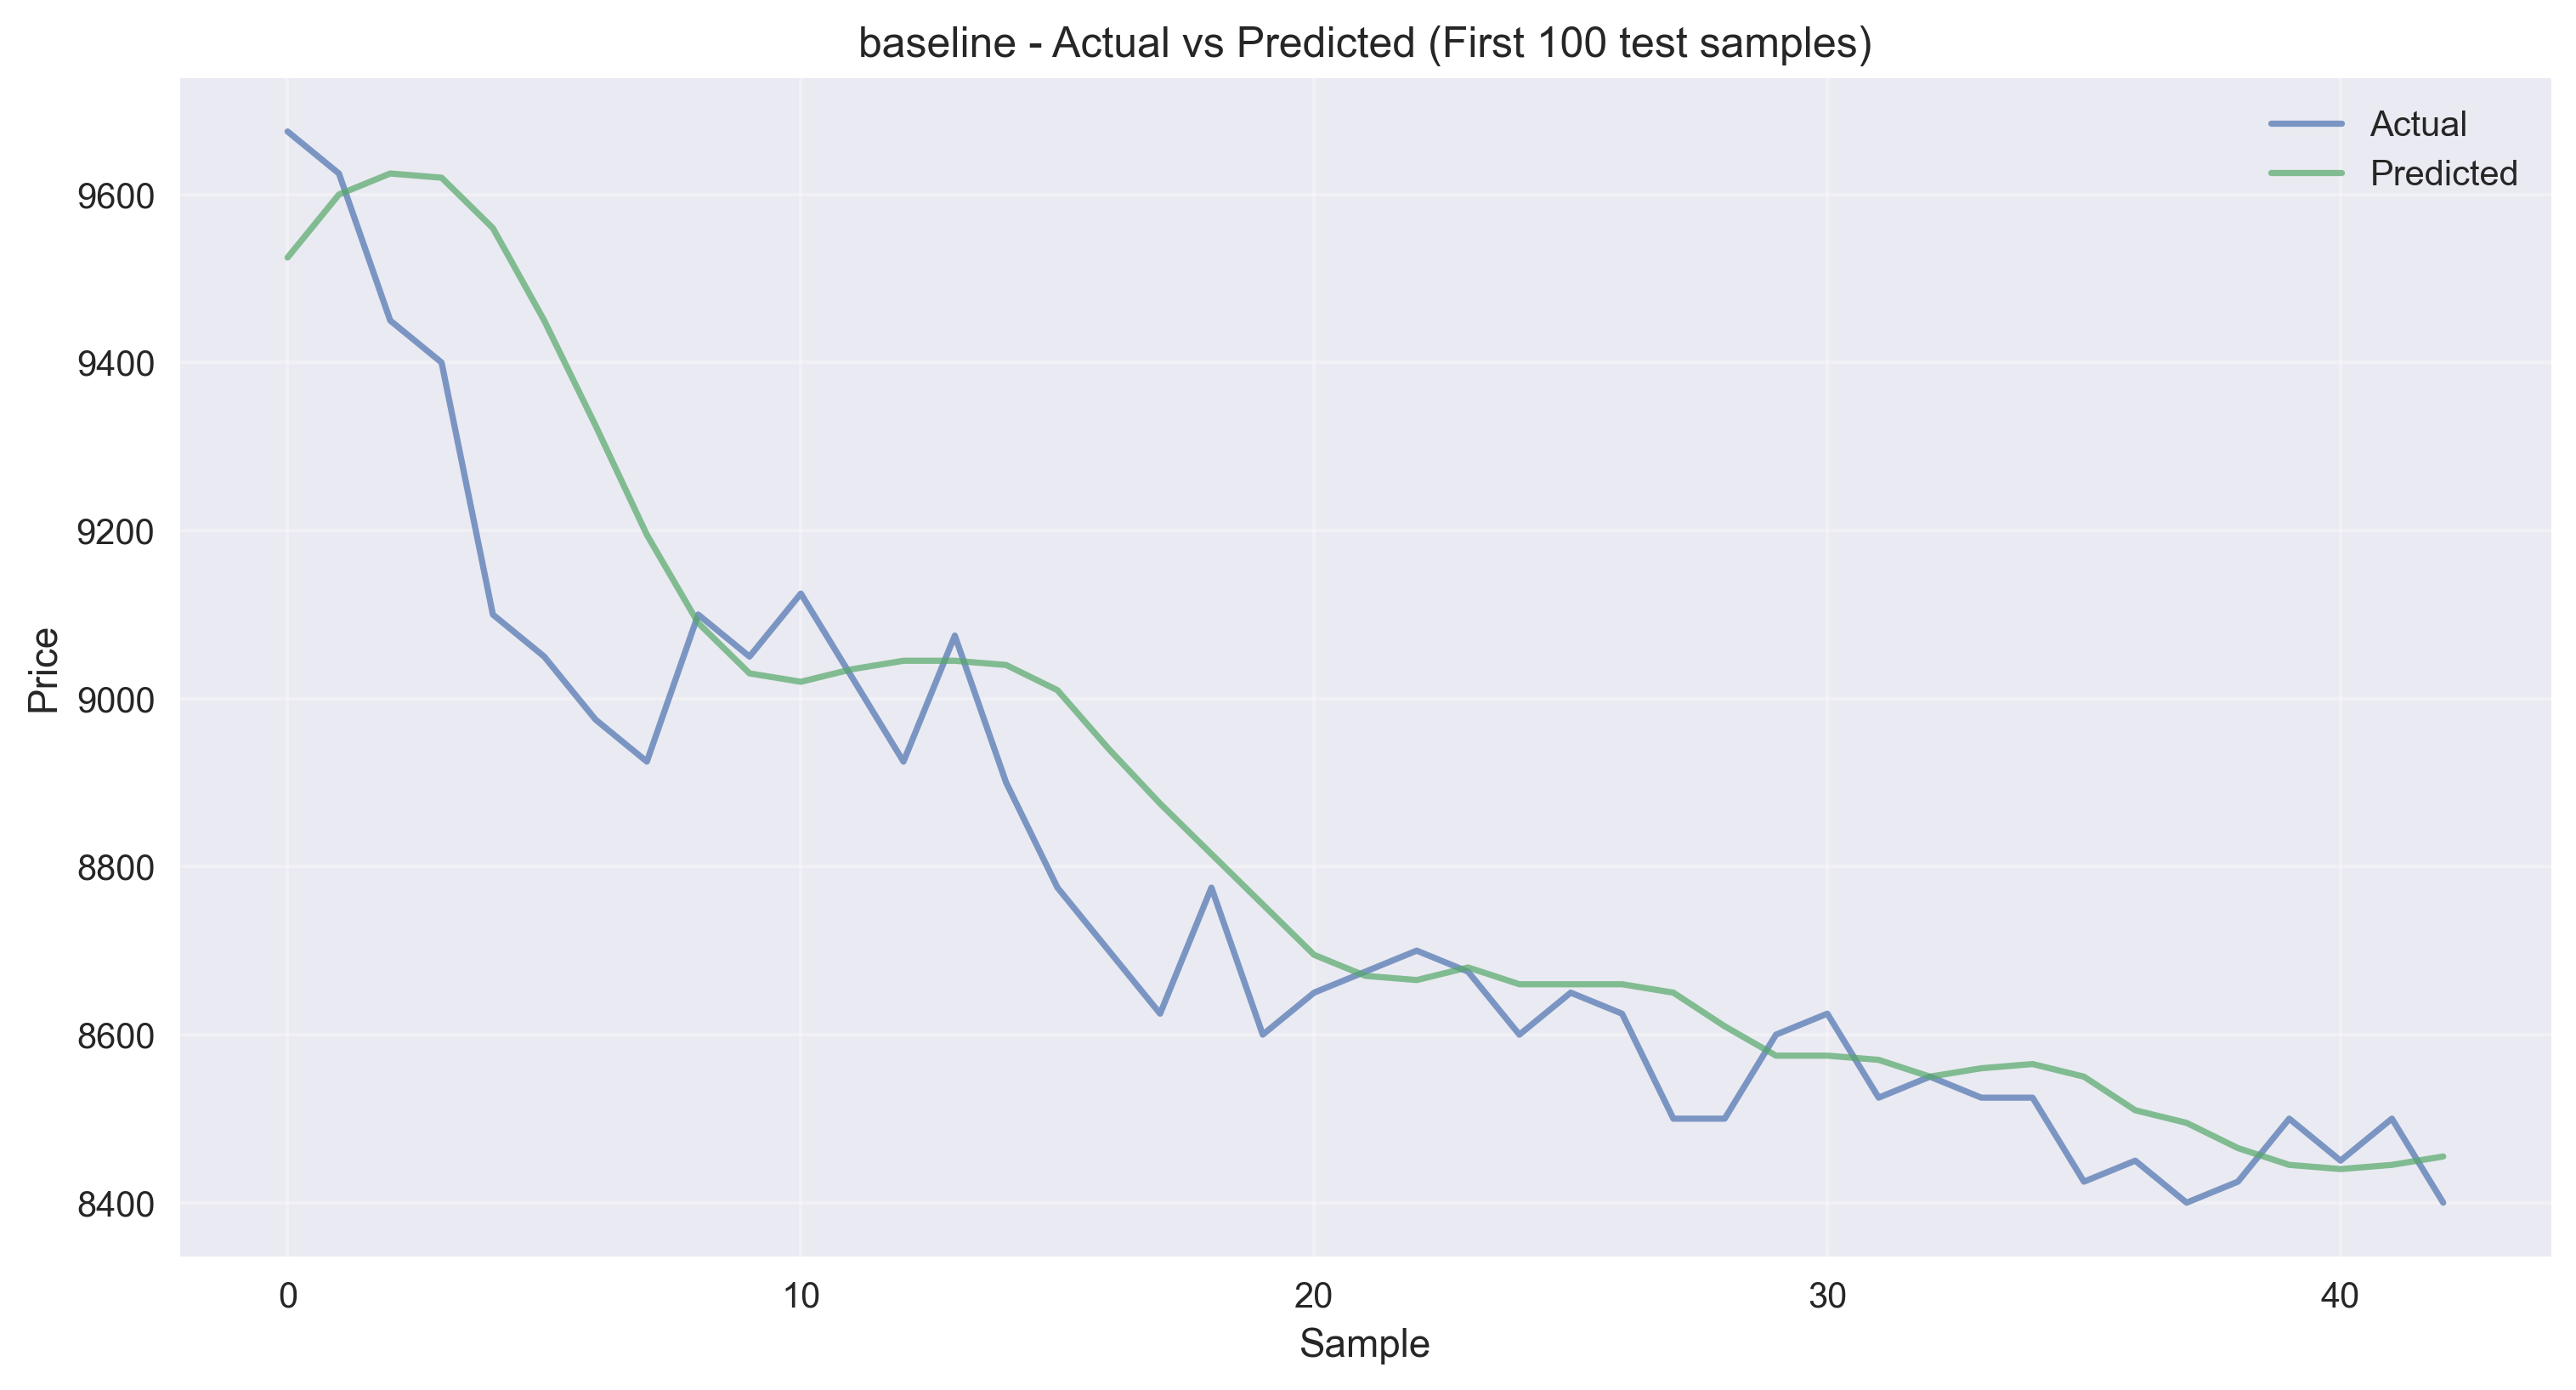 baseline - Actual vs Predicted (First 100 test samples)
Actual
Predicted
9600
9400
9200
9000
8800
8600
8400
Price
0 10 20 30 40
Sample